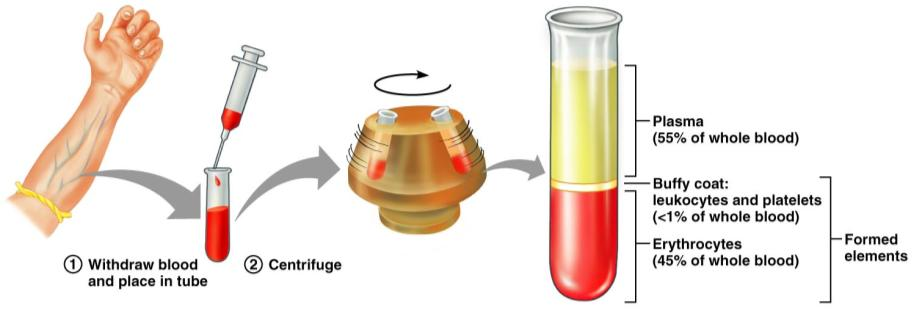 ① Withdraw blood
and place in tube
② Centrifuge
Plasma
(55% of whole blood)
Buffy coat:
leukocytes and platelets
(<1% of whole blood)
Erythrocytes
(45% of whole blood)
Formed
elements